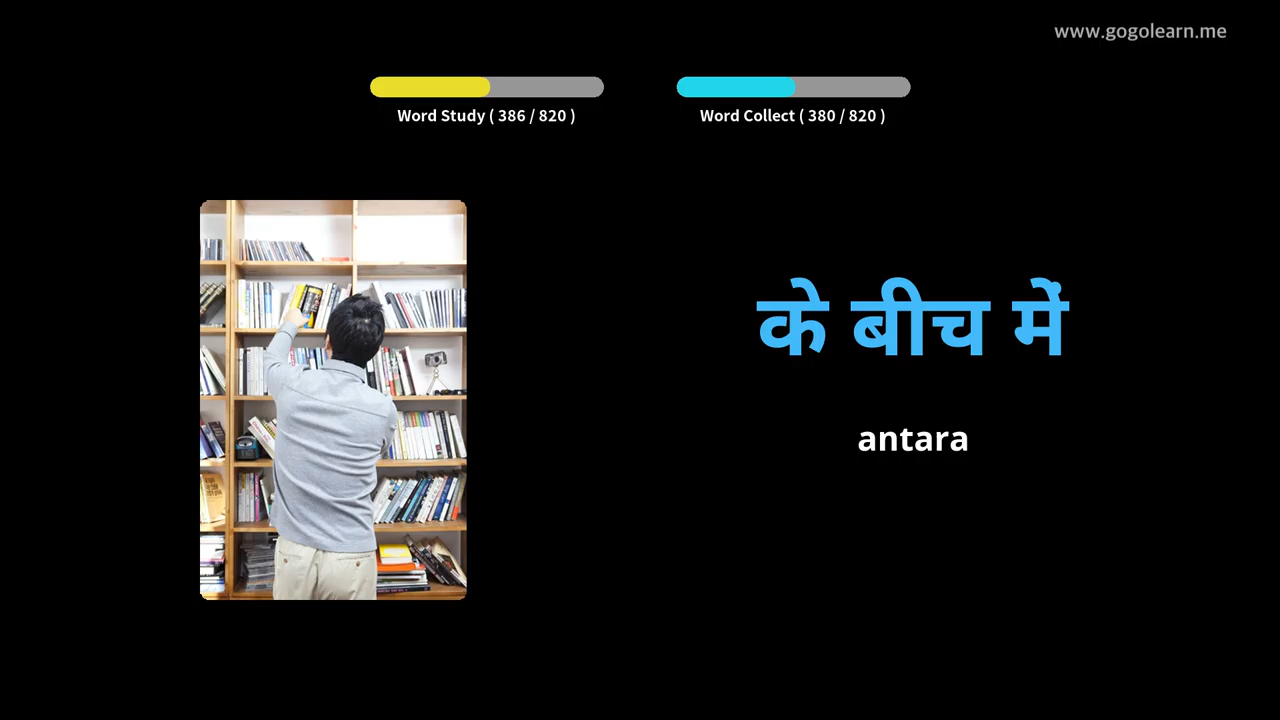 www.gogolearn.me
Word Study ( 386 / 820 )
Word Collect ( 380 / 820 )
के बीच में
antara